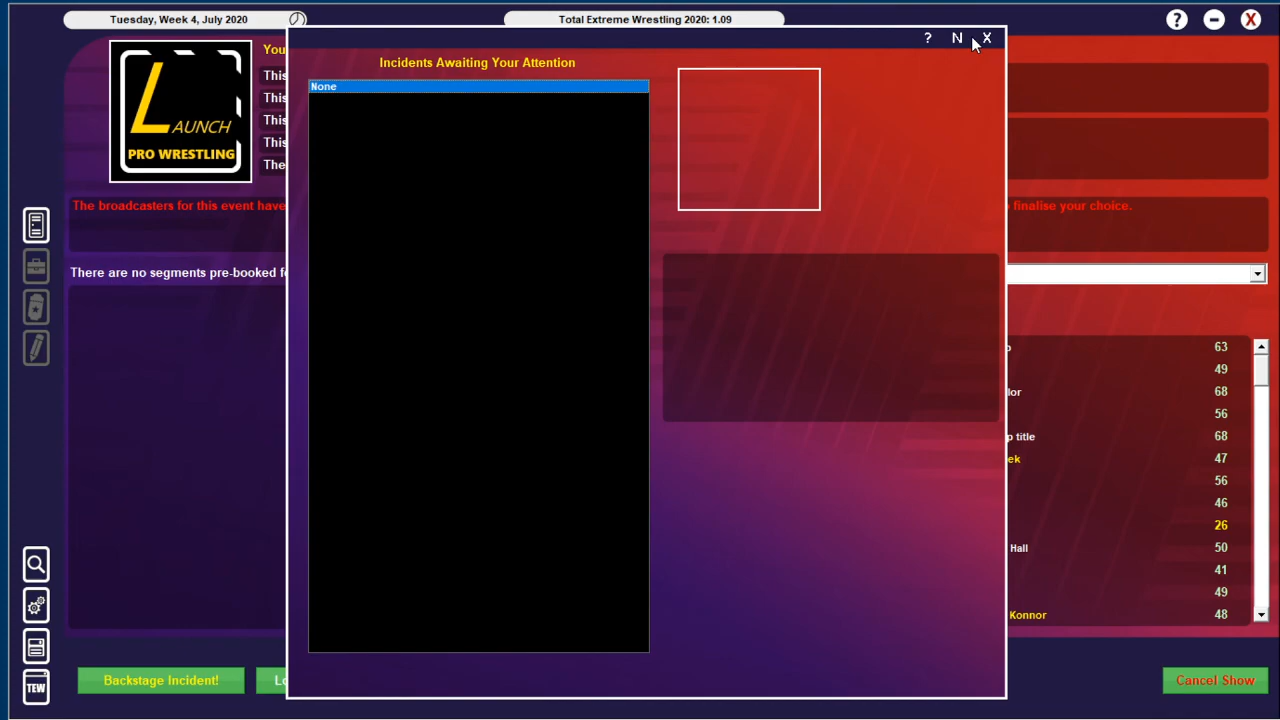 Tuesday, Week 4, July 2020
Total Extreme Wrestling 2020: 1.09
?
? N X
LAUNCH
PRO WRESTLING
You
This
This
This
This
The
Incidents Awaiting Your Attention
None
The broadcasters for this event have
finalise your choice.
There are no segments pre-booked f
63
49
lor 68
56
p title 68
ek 47
56
46
26
Hall 50
41
49
Konnor 48
TEW
Backstage Incident!
Lo
Cancel Show